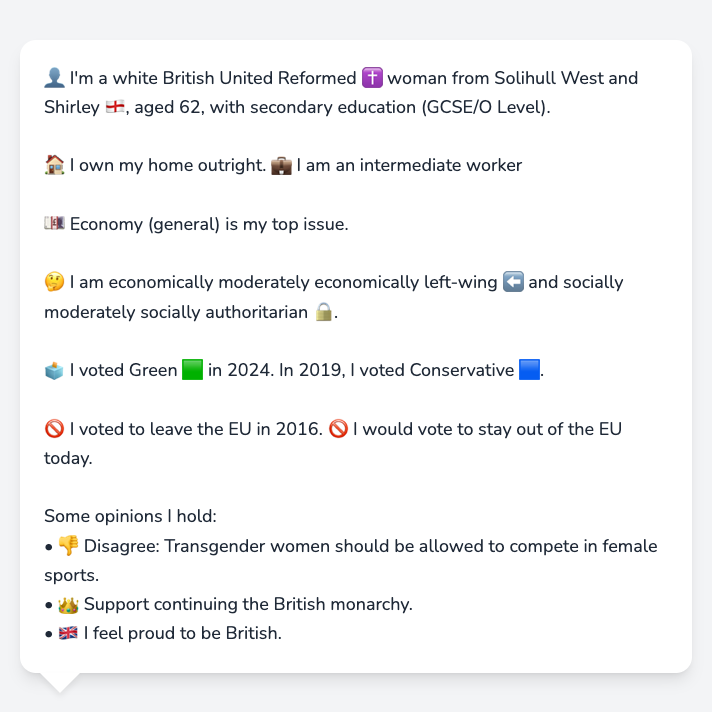 👤 I'm a white British United Reformed ✝️ woman from Solihull West and
Shirley 🏴󠁧󠁢󠁥󠁮󠁧󠁿, aged 62, with secondary education (GCSE/O Level).
🏠 I own my home outright. 💼 I am an intermediate worker
💷 Economy (general) is my top issue.
🤔 I am economically moderately economically left-wing ⬅️ and socially
moderately socially authoritarian 🔒.
🗳️ I voted Green 🟩 in 2024. In 2019, I voted Conservative 🟦.
🚫 I voted to leave the EU in 2016. 🚫 I would vote to stay out of the EU
today.
Some opinions I hold:
• 👎 Disagree: Transgender women should be allowed to compete in female
sports.
• 👑 Support continuing the British monarchy.
• 🇬🇧 I feel proud to be British.